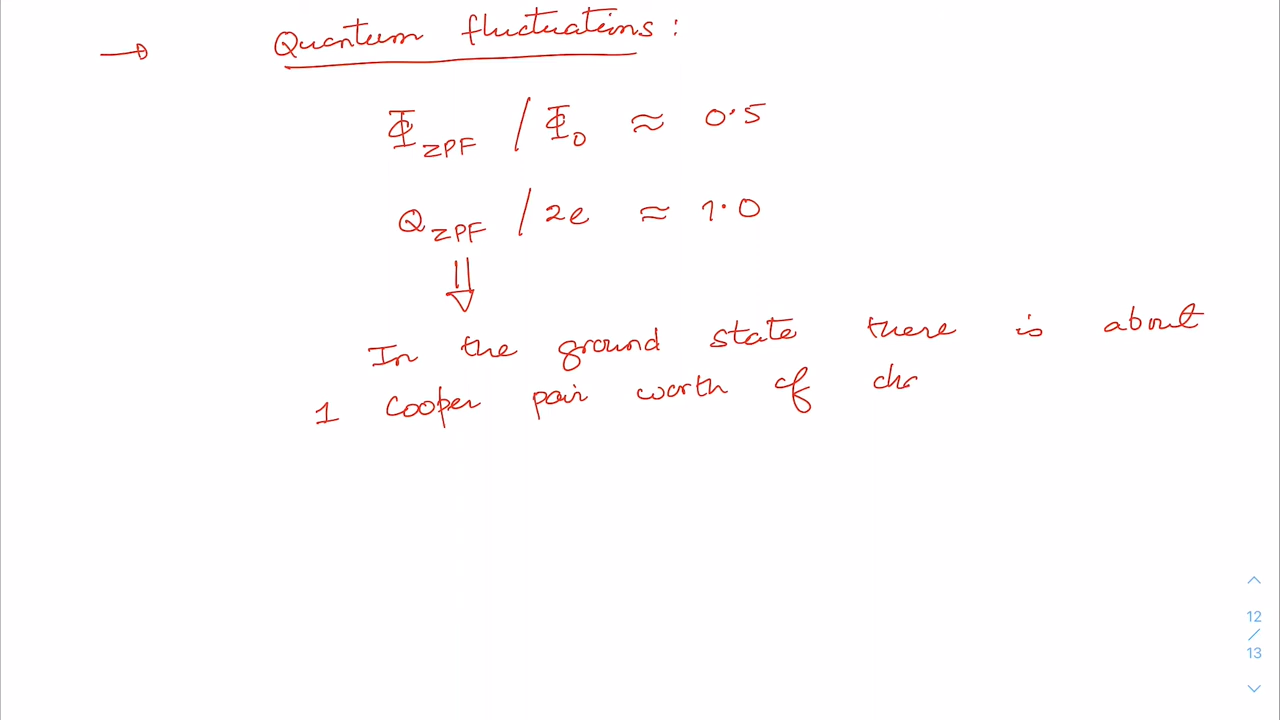 → Quantum fluctuations:
Φ_ZPF / Φ_0 ≈ 0.5
Q_ZPF / 2e ≈ 1.0
⇓
In the ground state there is about
1 Cooper pair worth of cha
12
/
13